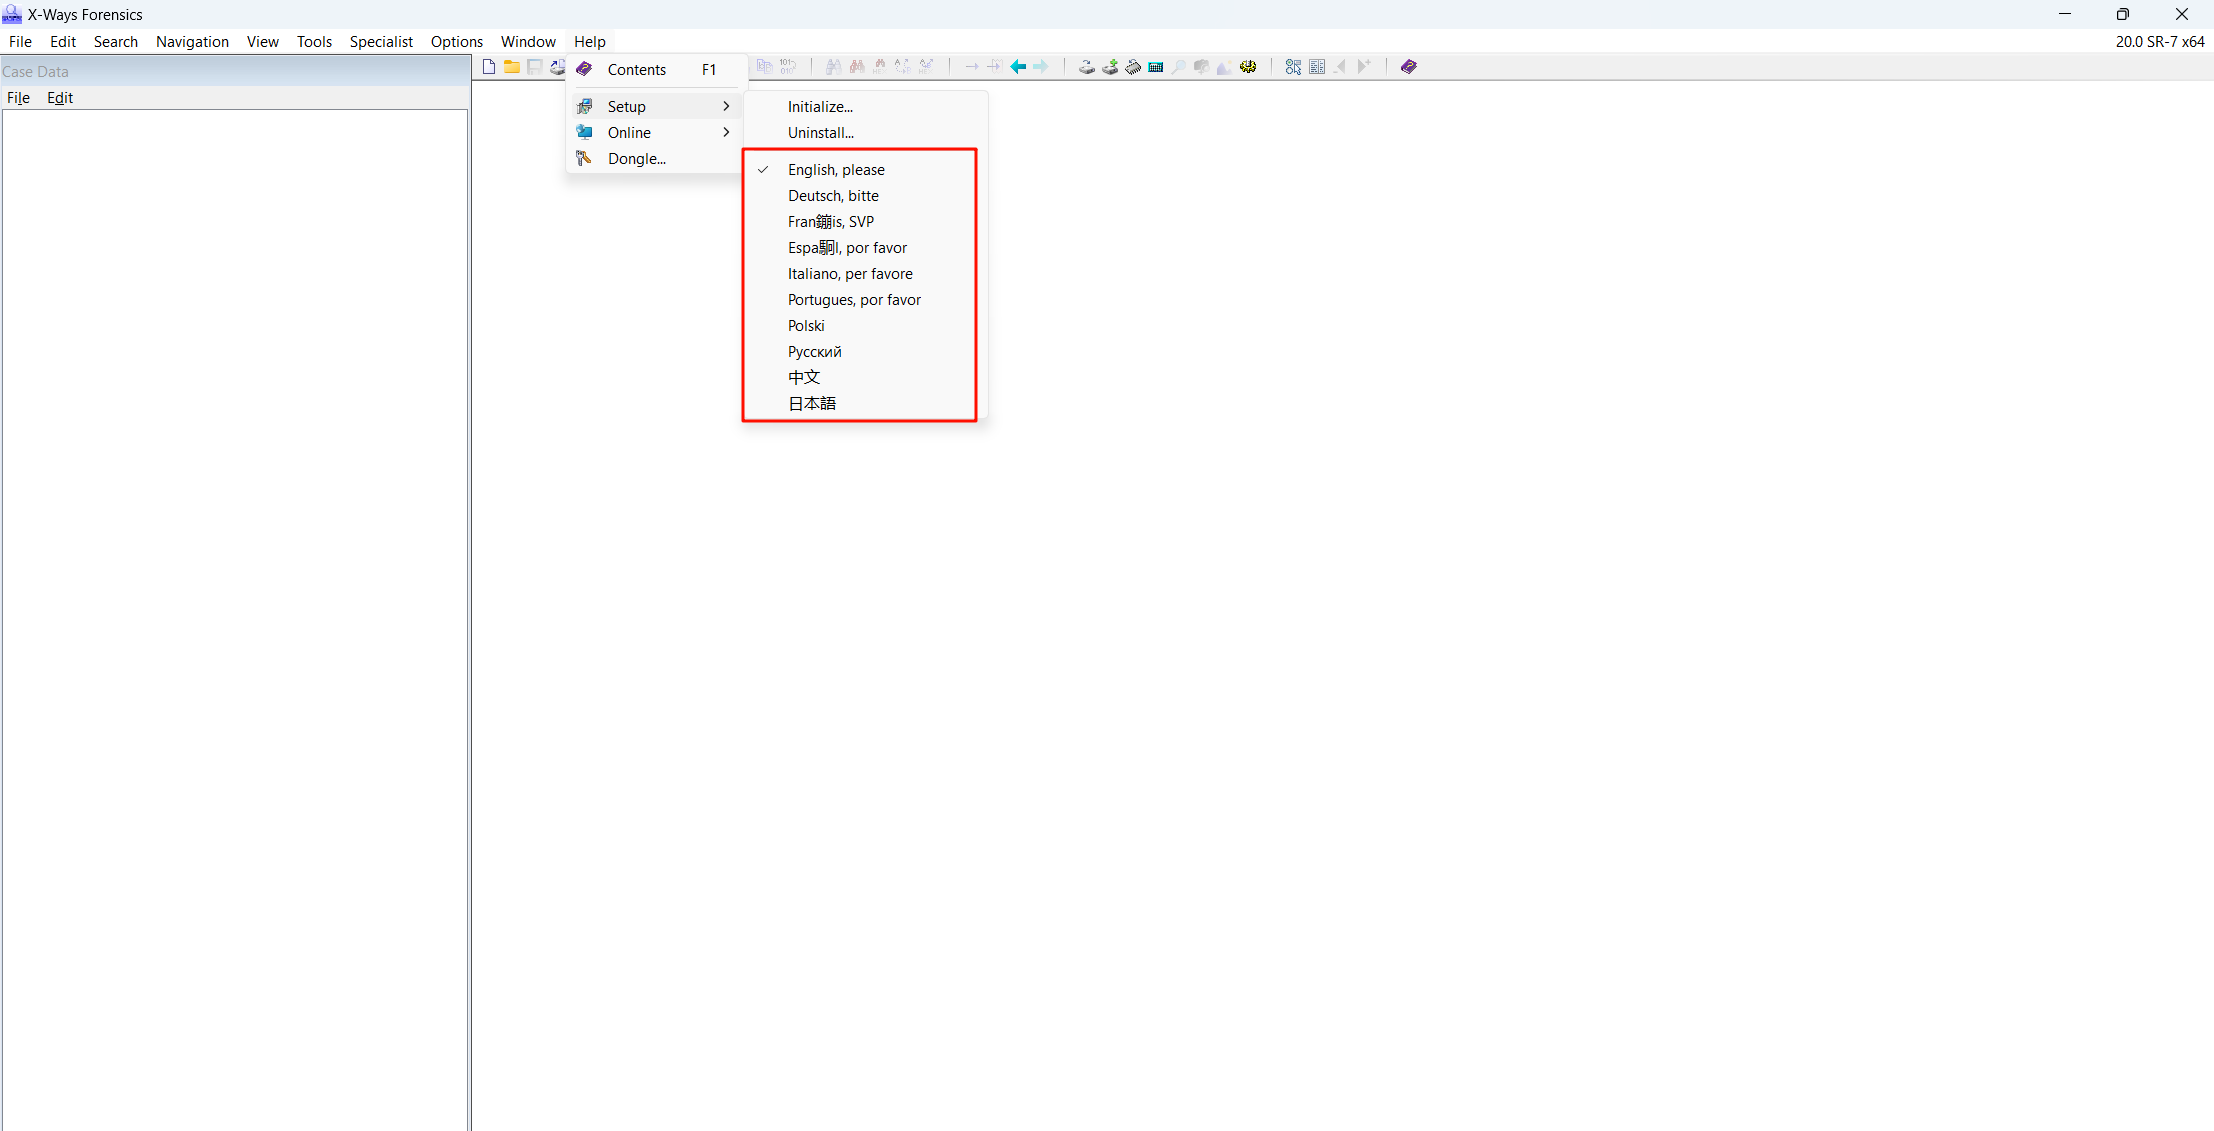 X-Ways Forensics
File Edit Search Navigation View Tools Specialist Options Window Help 20.0 SR-7 x64
Case Data
File Edit
Contents F1
Setup
Online
Dongle...
Initialize...
Uninstall...
English, please
Deutsch, bitte
Fran鏰is, SVP
Espa駉l, por favor
Italiano, per favore
Portugues, por favor
Polski
Русский
中文
日本語